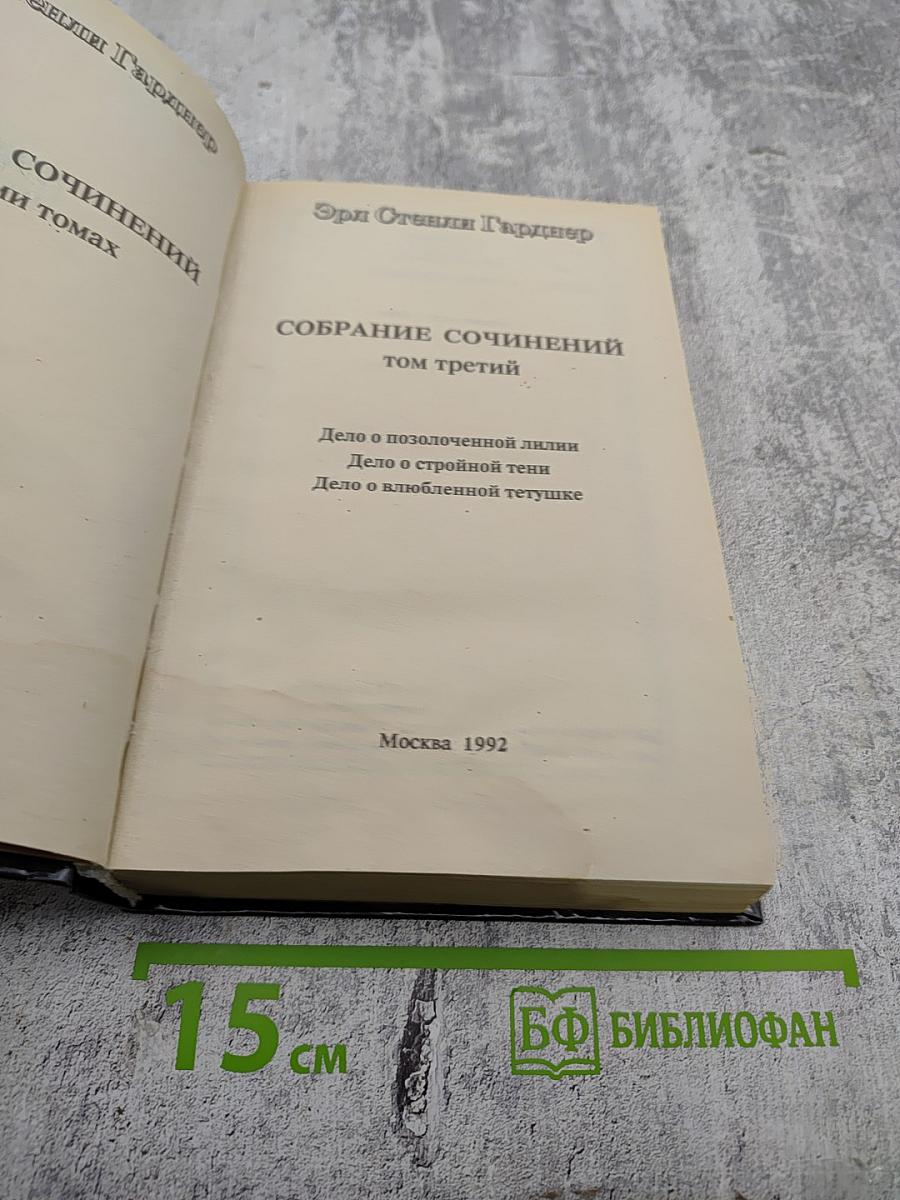 Гарднер
СОЧИНЕНИЙ
томах
Эрл Стенли Гарднер
СОБРАНИЕ СОЧИНЕНИЙ
том третий
Дело о позолоченной лилии
Дело о стройной тени
Дело о влюбленной тетушке
Москва 1992
15 см
БФ БИБЛИОФАН